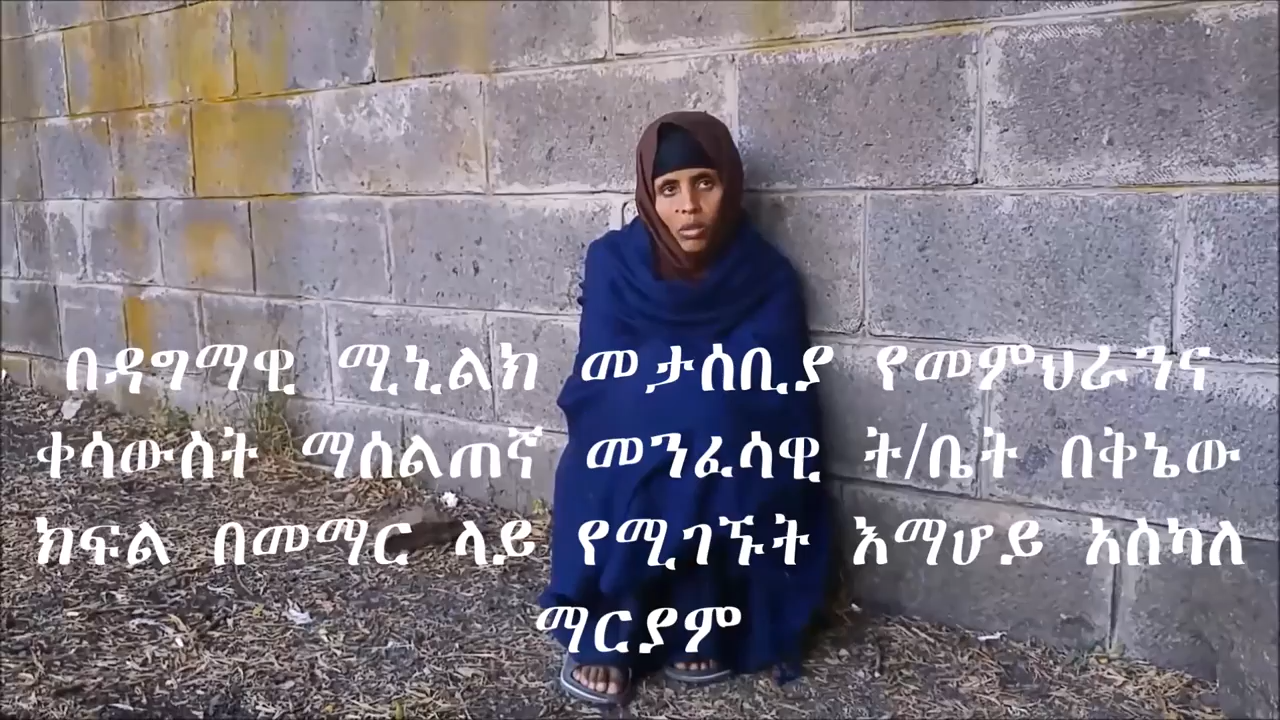 በዳግማዊ ሚኒልክ መታሰቢያ የመምህራንና
ቀሳውስት ማሰልጠኛ መንፈሳዊ ት/ቤት በቅኔው
ክፍል በመማር ላይ የሚገኙት እማሆይ አስካለ
ማርያም